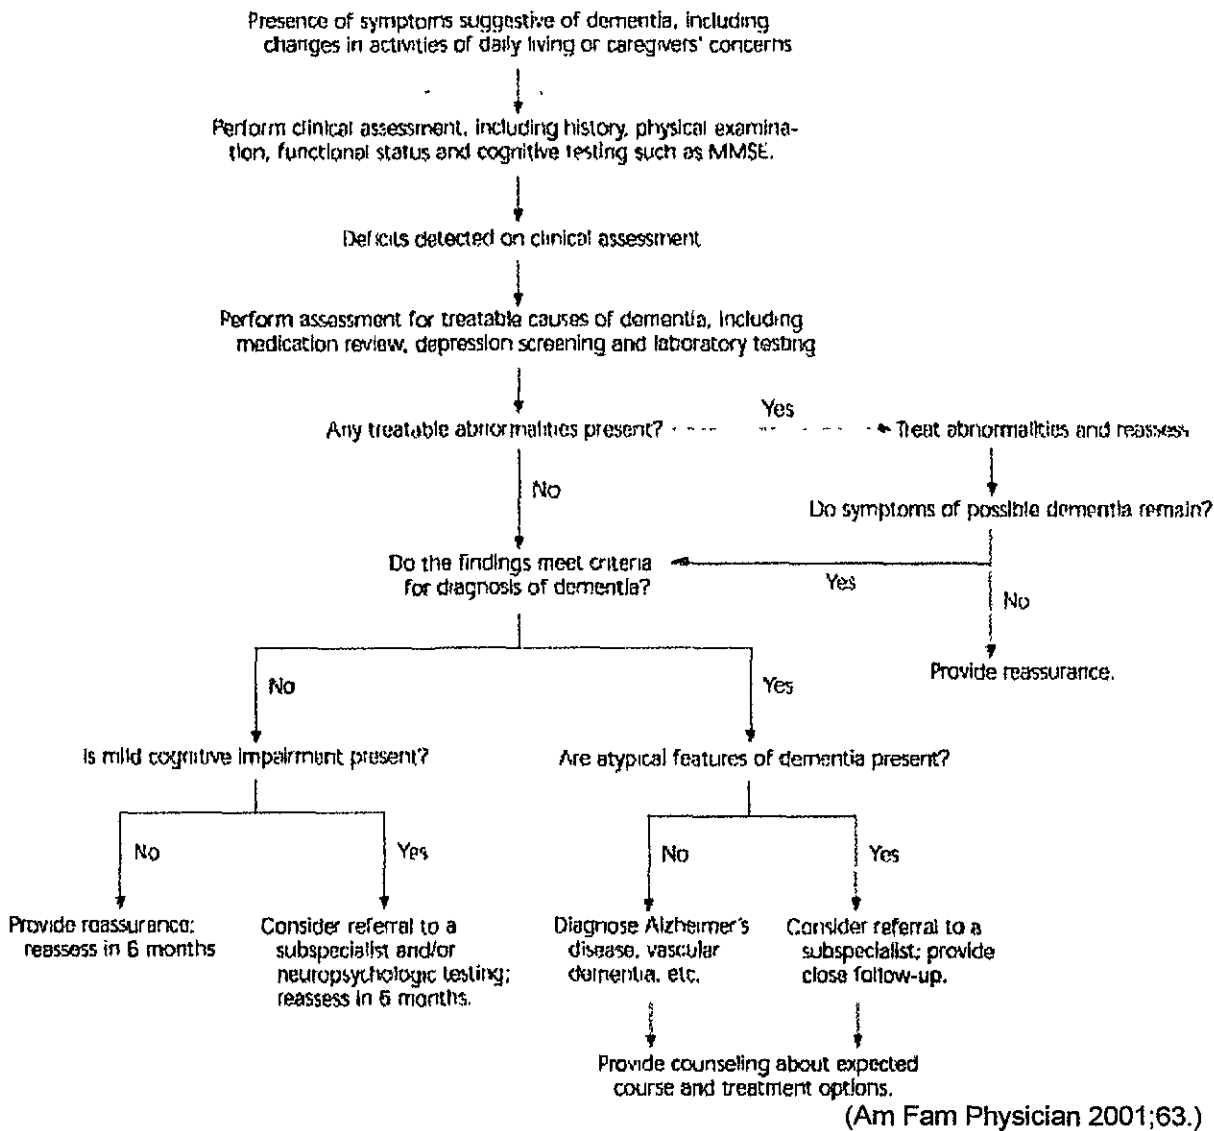 Presence of symptoms suggestive of dementia, including
changes in activities of daily living or caregivers' concerns
Perform clinical assessment, including history, physical examina-
tion, functional status and cognitive testing such as MMSE.
Deficits detected on clinical assessment
Perform assessment for treatable causes of dementia, including
medication review, depression screening and laboratory testing
Any treatable abnormalities present?
Yes
Treat abnormalities and reassess
No
Do symptoms of possible dementia remain?
Do the findings meet criteria
for diagnosis of dementia?
Yes
No
Provide reassurance.
No
Yes
Is mild cognitive impairment present?
Are atypical features of dementia present?
No
Yes
No
Yes
Provide reassurance;
reassess in 6 months
Consider referral to a
subspecialist and/or
neuropsychologic testing;
reassess in 6 months.
Diagnose Alzheimer's
disease, vascular
dementia, etc.
Consider referral to a
subspecialist; provide
close follow-up.
Provide counseling about expected
course and treatment options.
(Am Fam Physician 2001;63.)